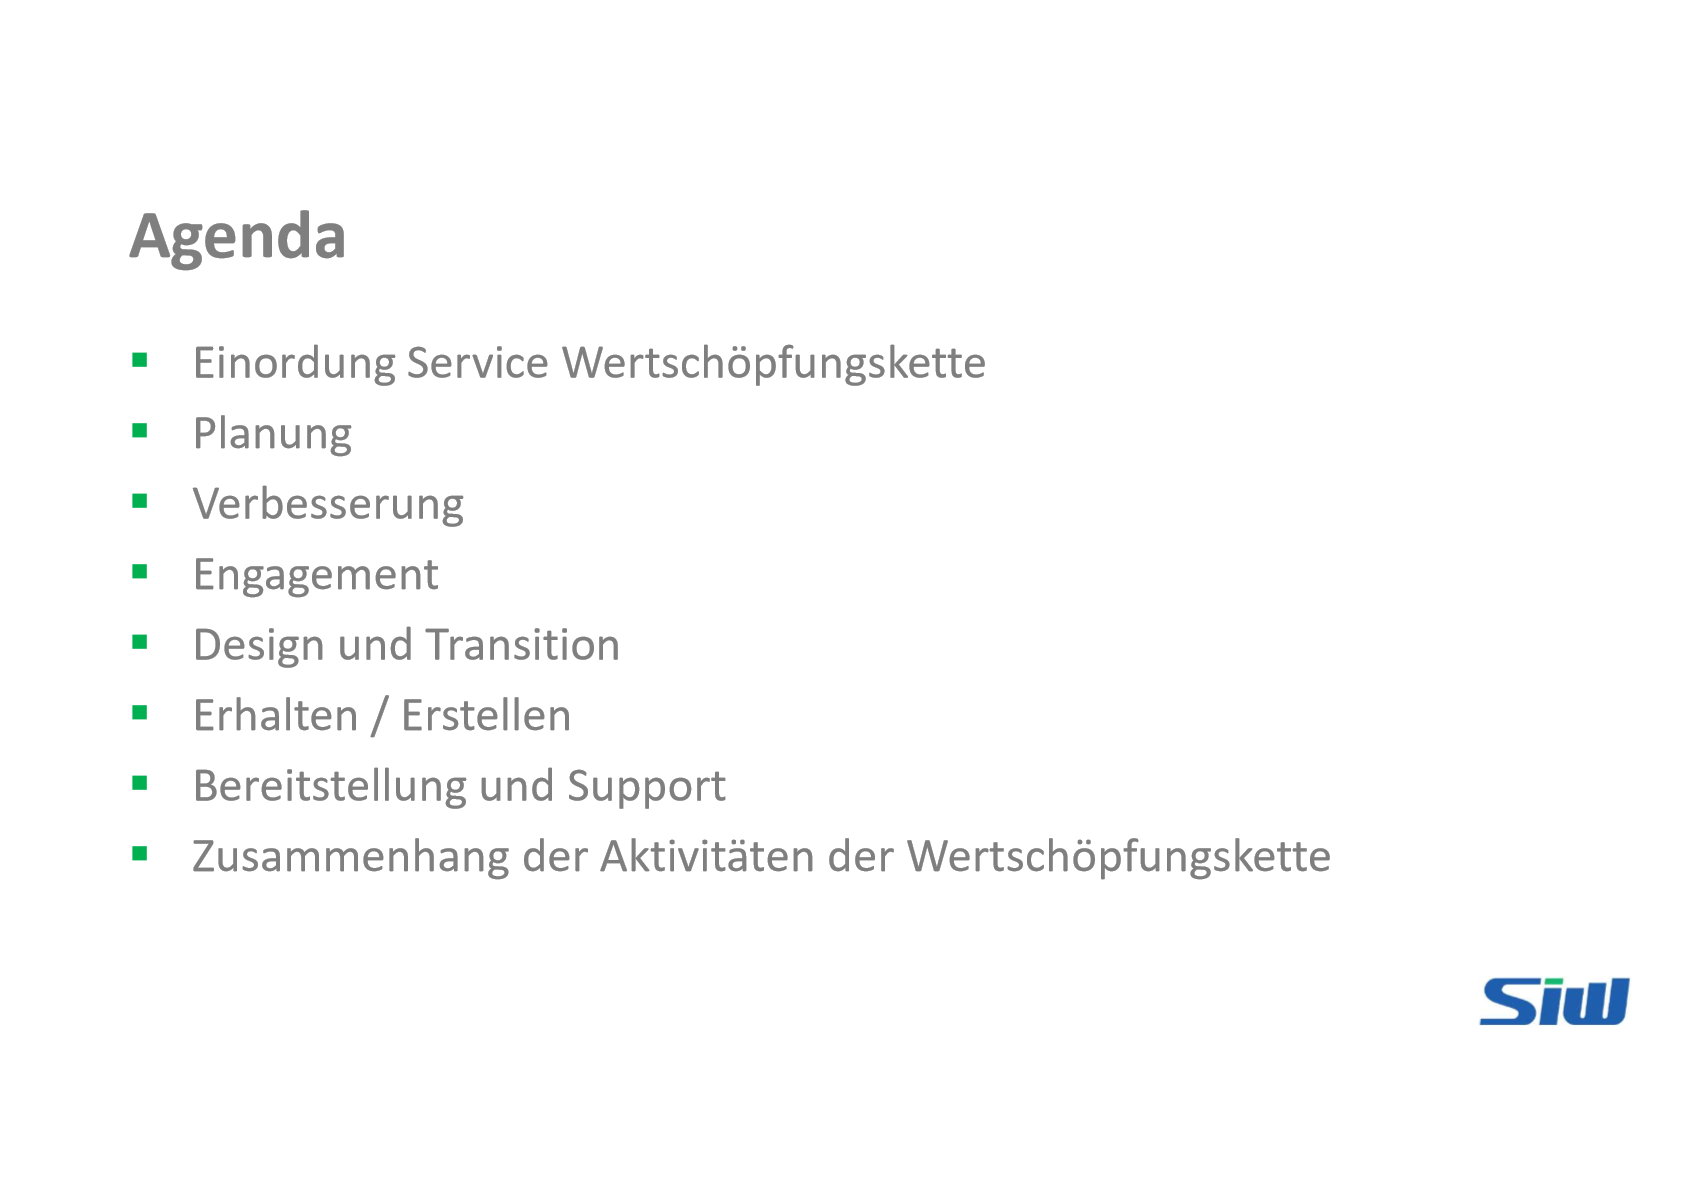 Agenda
Einordung Service Wertschöpfungskette
Planung
Verbesserung
Engagement
Design und Transition
Erhalten / Erstellen
Bereitstellung und Support
Zusammenhang der Aktivitäten der Wertschöpfungskette
Siw